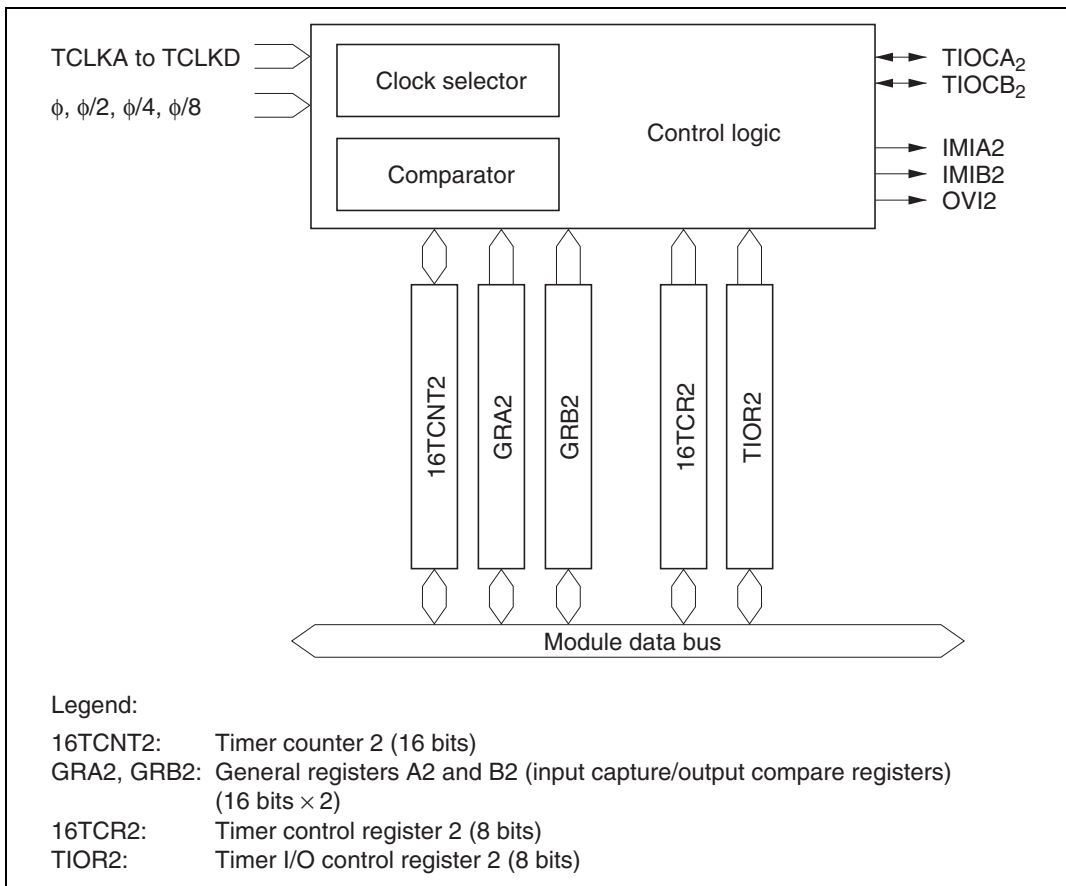 TCLKA to TCLKD
ϕ, ϕ/2, ϕ/4, ϕ/8
Clock selector
Comparator
Control logic
TIOCA₂
TIOCB₂
IMIA2
IMIB2
OVI2
16TCNT2
GRA2
GRB2
16TCR2
TIOR2
Module data bus
Legend:
16TCNT2: Timer counter 2 (16 bits)
GRA2, GRB2: General registers A2 and B2 (input capture/output compare registers)
(16 bits × 2)
16TCR2: Timer control register 2 (8 bits)
TIOR2: Timer I/O control register 2 (8 bits)